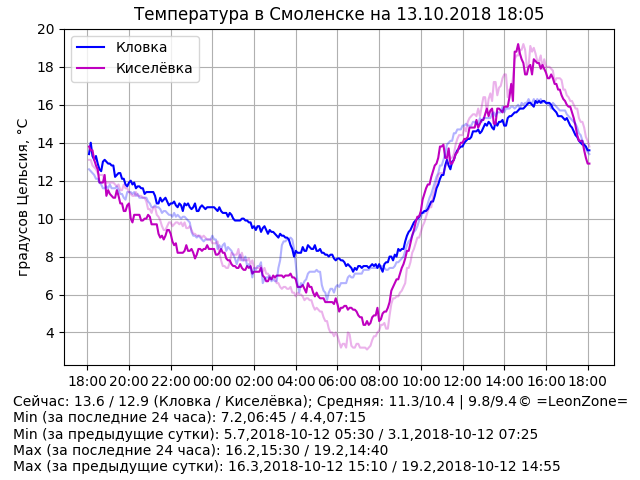 Температура в Смоленске на 13.10.2018 18:05
Кловка
Киселёвка
градусов Цельсия, °C
20
18
16
14
12
10
8
6
4
18:00 20:00 22:00 00:00 02:00 04:00 06:00 08:00 10:00 12:00 14:00 16:00 18:00
Сейчас: 13.6 / 12.9 (Кловка / Киселёвка); Средняя: 11.3/10.4 | 9.8/9.4© =LeonZone=
Min (за последние 24 часа): 7.2,06:45 / 4.4,07:15
Min (за предыдущие сутки): 5.7,2018-10-12 05:30 / 3.1,2018-10-12 07:25
Max (за последние 24 часа): 16.2,15:30 / 19.2,14:40
Max (за предыдущие сутки): 16.3,2018-10-12 15:10 / 19.2,2018-10-12 14:55